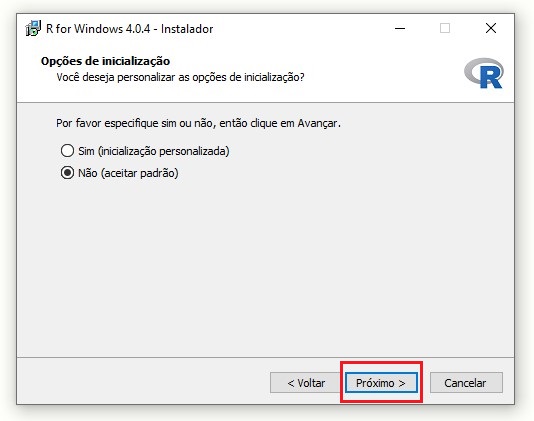 R for Windows 4.0.4 - Instalador
Opções de inicialização
Você deseja personalizar as opções de inicialização?
R
Por favor especifique sim ou não, então clique em Avançar.
Sim (inicialização personalizada)
Não (aceitar padrão)
< Voltar
Próximo >
Cancelar